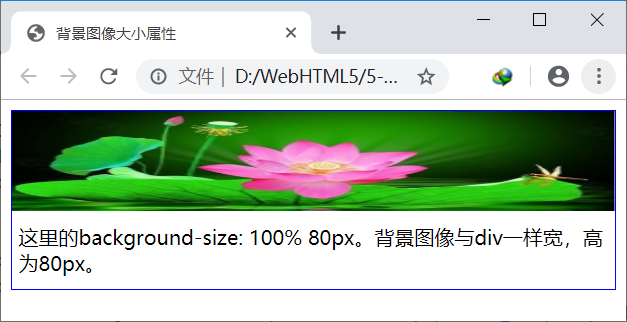 背景图像大小属性
文件 | D:/WebHTML5/5-...
这里的background-size: 100% 80px。背景图像与div一样宽，高
为80px。